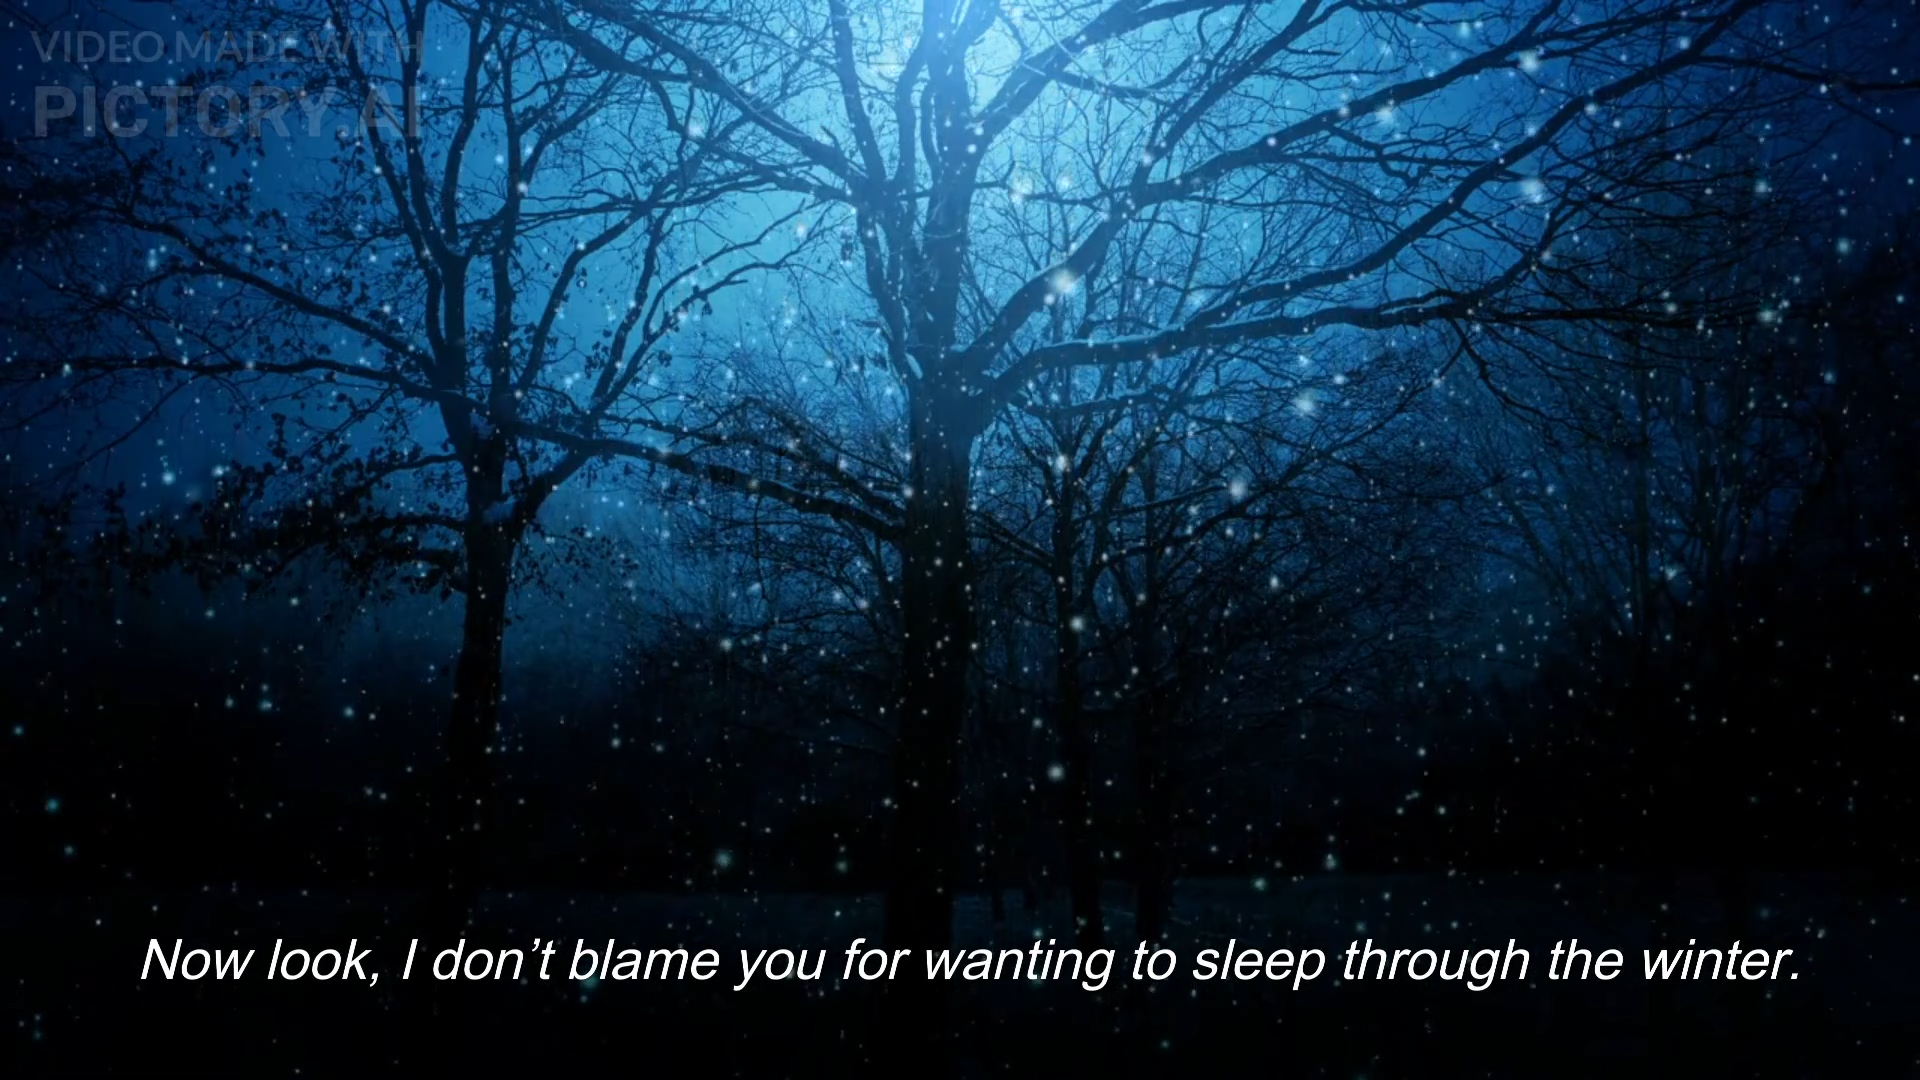 VIDEO MADE WITH
PICTORY.AI
Now look, I don’t blame you for wanting to sleep through the winter.